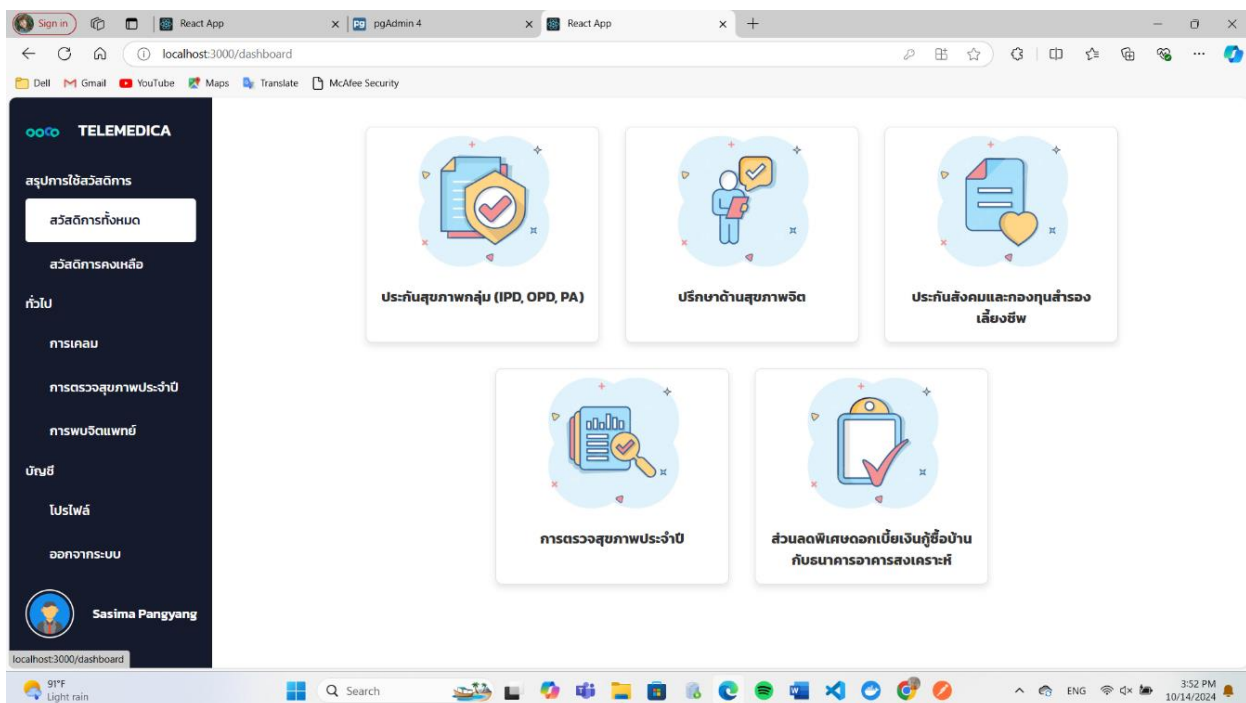 Sign in
React App
pgAdmin 4
React App
localhost:3000/dashboard
Dell
Gmail
YouTube
Maps
Translate
McAfee Security
TELEMEDICA
สรุปการใช้สวัสดิการ
สวัสดิการทั้งหมด
สวัสดิการคงเหลือ
ทั่วไป
การเคลม
การตรวจสุขภาพประจำปี
การพบจิตแพทย์
บัญชี
โปรไฟล์
ออกจากระบบ
Sasima Pangyang
localhost:3000/dashboard
ประกันสุขภาพกลุ่ม (IPD, OPD, PA)
ปรึกษาด้านสุขภาพจิต
ประกันสังคมและกองทุนสำรอง
เลี้ยงชีพ
การตรวจสุขภาพประจำปี
ส่วนลดพิเศษดอกเบี้ยเงินกู้ซื้อบ้าน
กับธนาคารอาคารสงเคราะห์
91°F
Light rain
Search
ENG
3:52 PM
10/14/2024